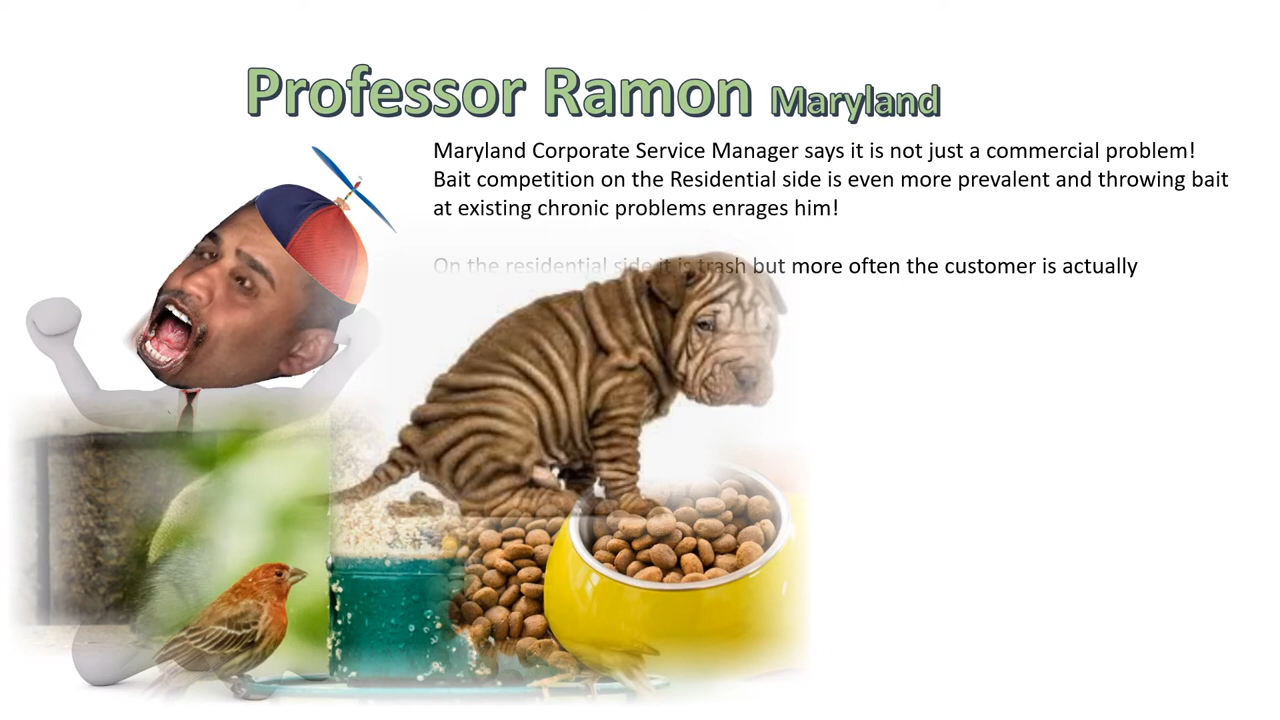 Professor Ramon Maryland
Maryland Corporate Service Manager says it is not just a commercial problem!
Bait competition on the Residential side is even more prevalent and throwing bait
at existing chronic problems enrages him!
On the residential side it is trash but more often the customer is actually